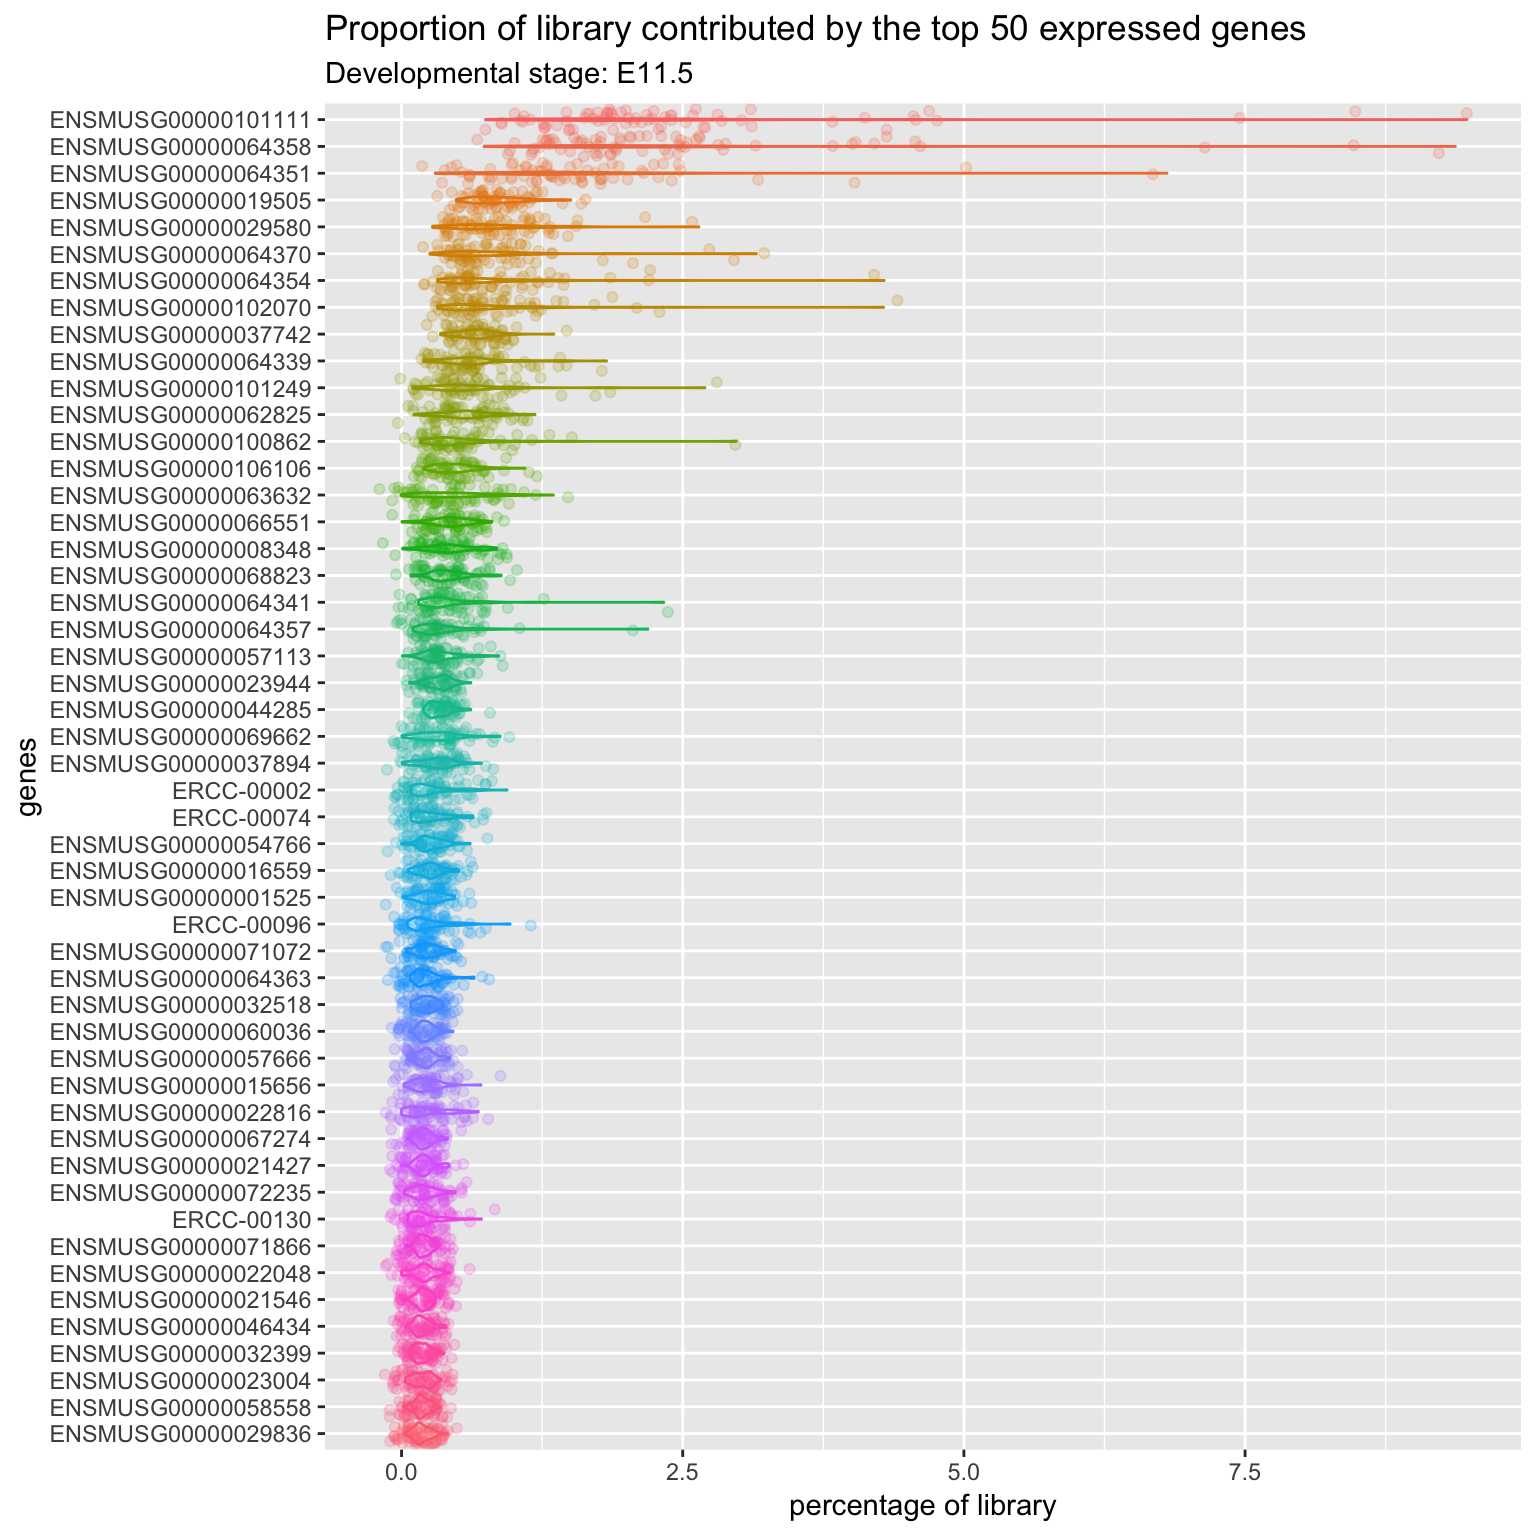 Proportion of library contributed by the top 50 expressed genes
Developmental stage: E11.5
ENSMUSG00000101111
ENSMUSG00000064358
ENSMUSG00000064351
ENSMUSG00000019505
ENSMUSG00000029580
ENSMUSG00000064370
ENSMUSG00000064354
ENSMUSG00000102070
ENSMUSG00000037742
ENSMUSG00000064339
ENSMUSG00000101249
ENSMUSG00000062825
ENSMUSG00000100862
ENSMUSG00000106106
ENSMUSG00000063632
ENSMUSG00000066551
ENSMUSG00000008348
ENSMUSG00000068823
ENSMUSG00000064341
ENSMUSG00000064357
ENSMUSG00000057113
ENSMUSG00000023944
ENSMUSG00000044285
ENSMUSG00000069662
ENSMUSG00000037894
ERCC-00002
ERCC-00074
ENSMUSG00000054766
ENSMUSG00000016559
ENSMUSG00000001525
ERCC-00096
ENSMUSG00000071072
ENSMUSG00000064363
ENSMUSG00000032518
ENSMUSG00000060036
ENSMUSG00000057666
ENSMUSG00000015656
ENSMUSG00000022816
ENSMUSG00000067274
ENSMUSG00000021427
ENSMUSG00000072235
ERCC-00130
ENSMUSG00000071866
ENSMUSG00000022048
ENSMUSG00000021546
ENSMUSG00000046434
ENSMUSG00000032399
ENSMUSG00000023004
ENSMUSG00000058558
ENSMUSG00000029836
genes
0.0 2.5 5.0 7.5
percentage of library